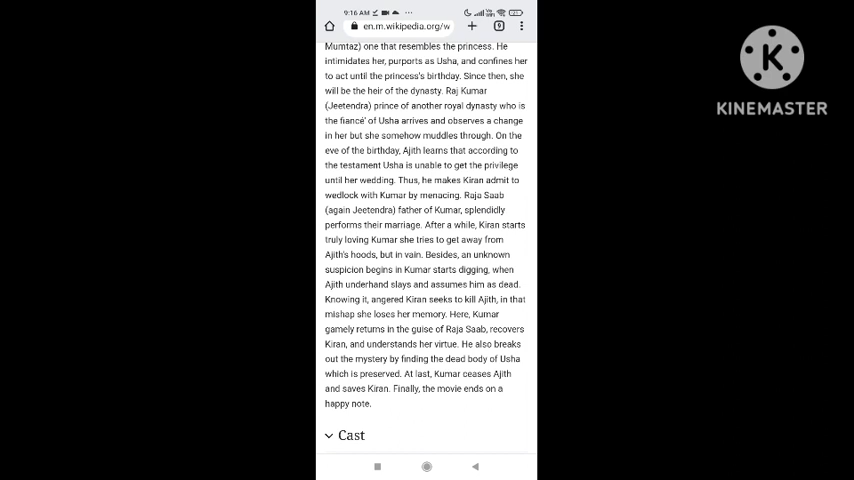 9:16 AM
en.m.wikipedia.org/w
9
Mumtaz) one that resembles the princess. He
intimidates her, purports as Usha, and confines her
to act until the princess's birthday. Since then, she
will be the heir of the dynasty. Raj Kumar
(Jeetendra) prince of another royal dynasty who is
the fiancé' of Usha arrives and observes a change
in her but she somehow muddles through. On the
eve of the birthday, Ajith learns that according to
the testament Usha is unable to get the privilege
until her wedding. Thus, he makes Kiran admit to
wedlock with Kumar by menacing. Raja Saab
(again Jeetendra) father of Kumar, splendidly
performs their marriage. After a while, Kiran starts
truly loving Kumar she tries to get away from
Ajith's hoods, but in vain. Besides, an unknown
suspicion begins in Kumar starts digging, when
Ajith underhand slays and assumes him as dead.
Knowing it, angered Kiran seeks to kill Ajith, in that
mishap she loses her memory. Here, Kumar
gamely returns in the guise of Raja Saab, recovers
Kiran, and understands her virtue. He also breaks
out the mystery by finding the dead body of Usha
which is preserved. At last, Kumar ceases Ajith
and saves Kiran. Finally, the movie ends on a
happy note.
Cast
K
KINEMASTER